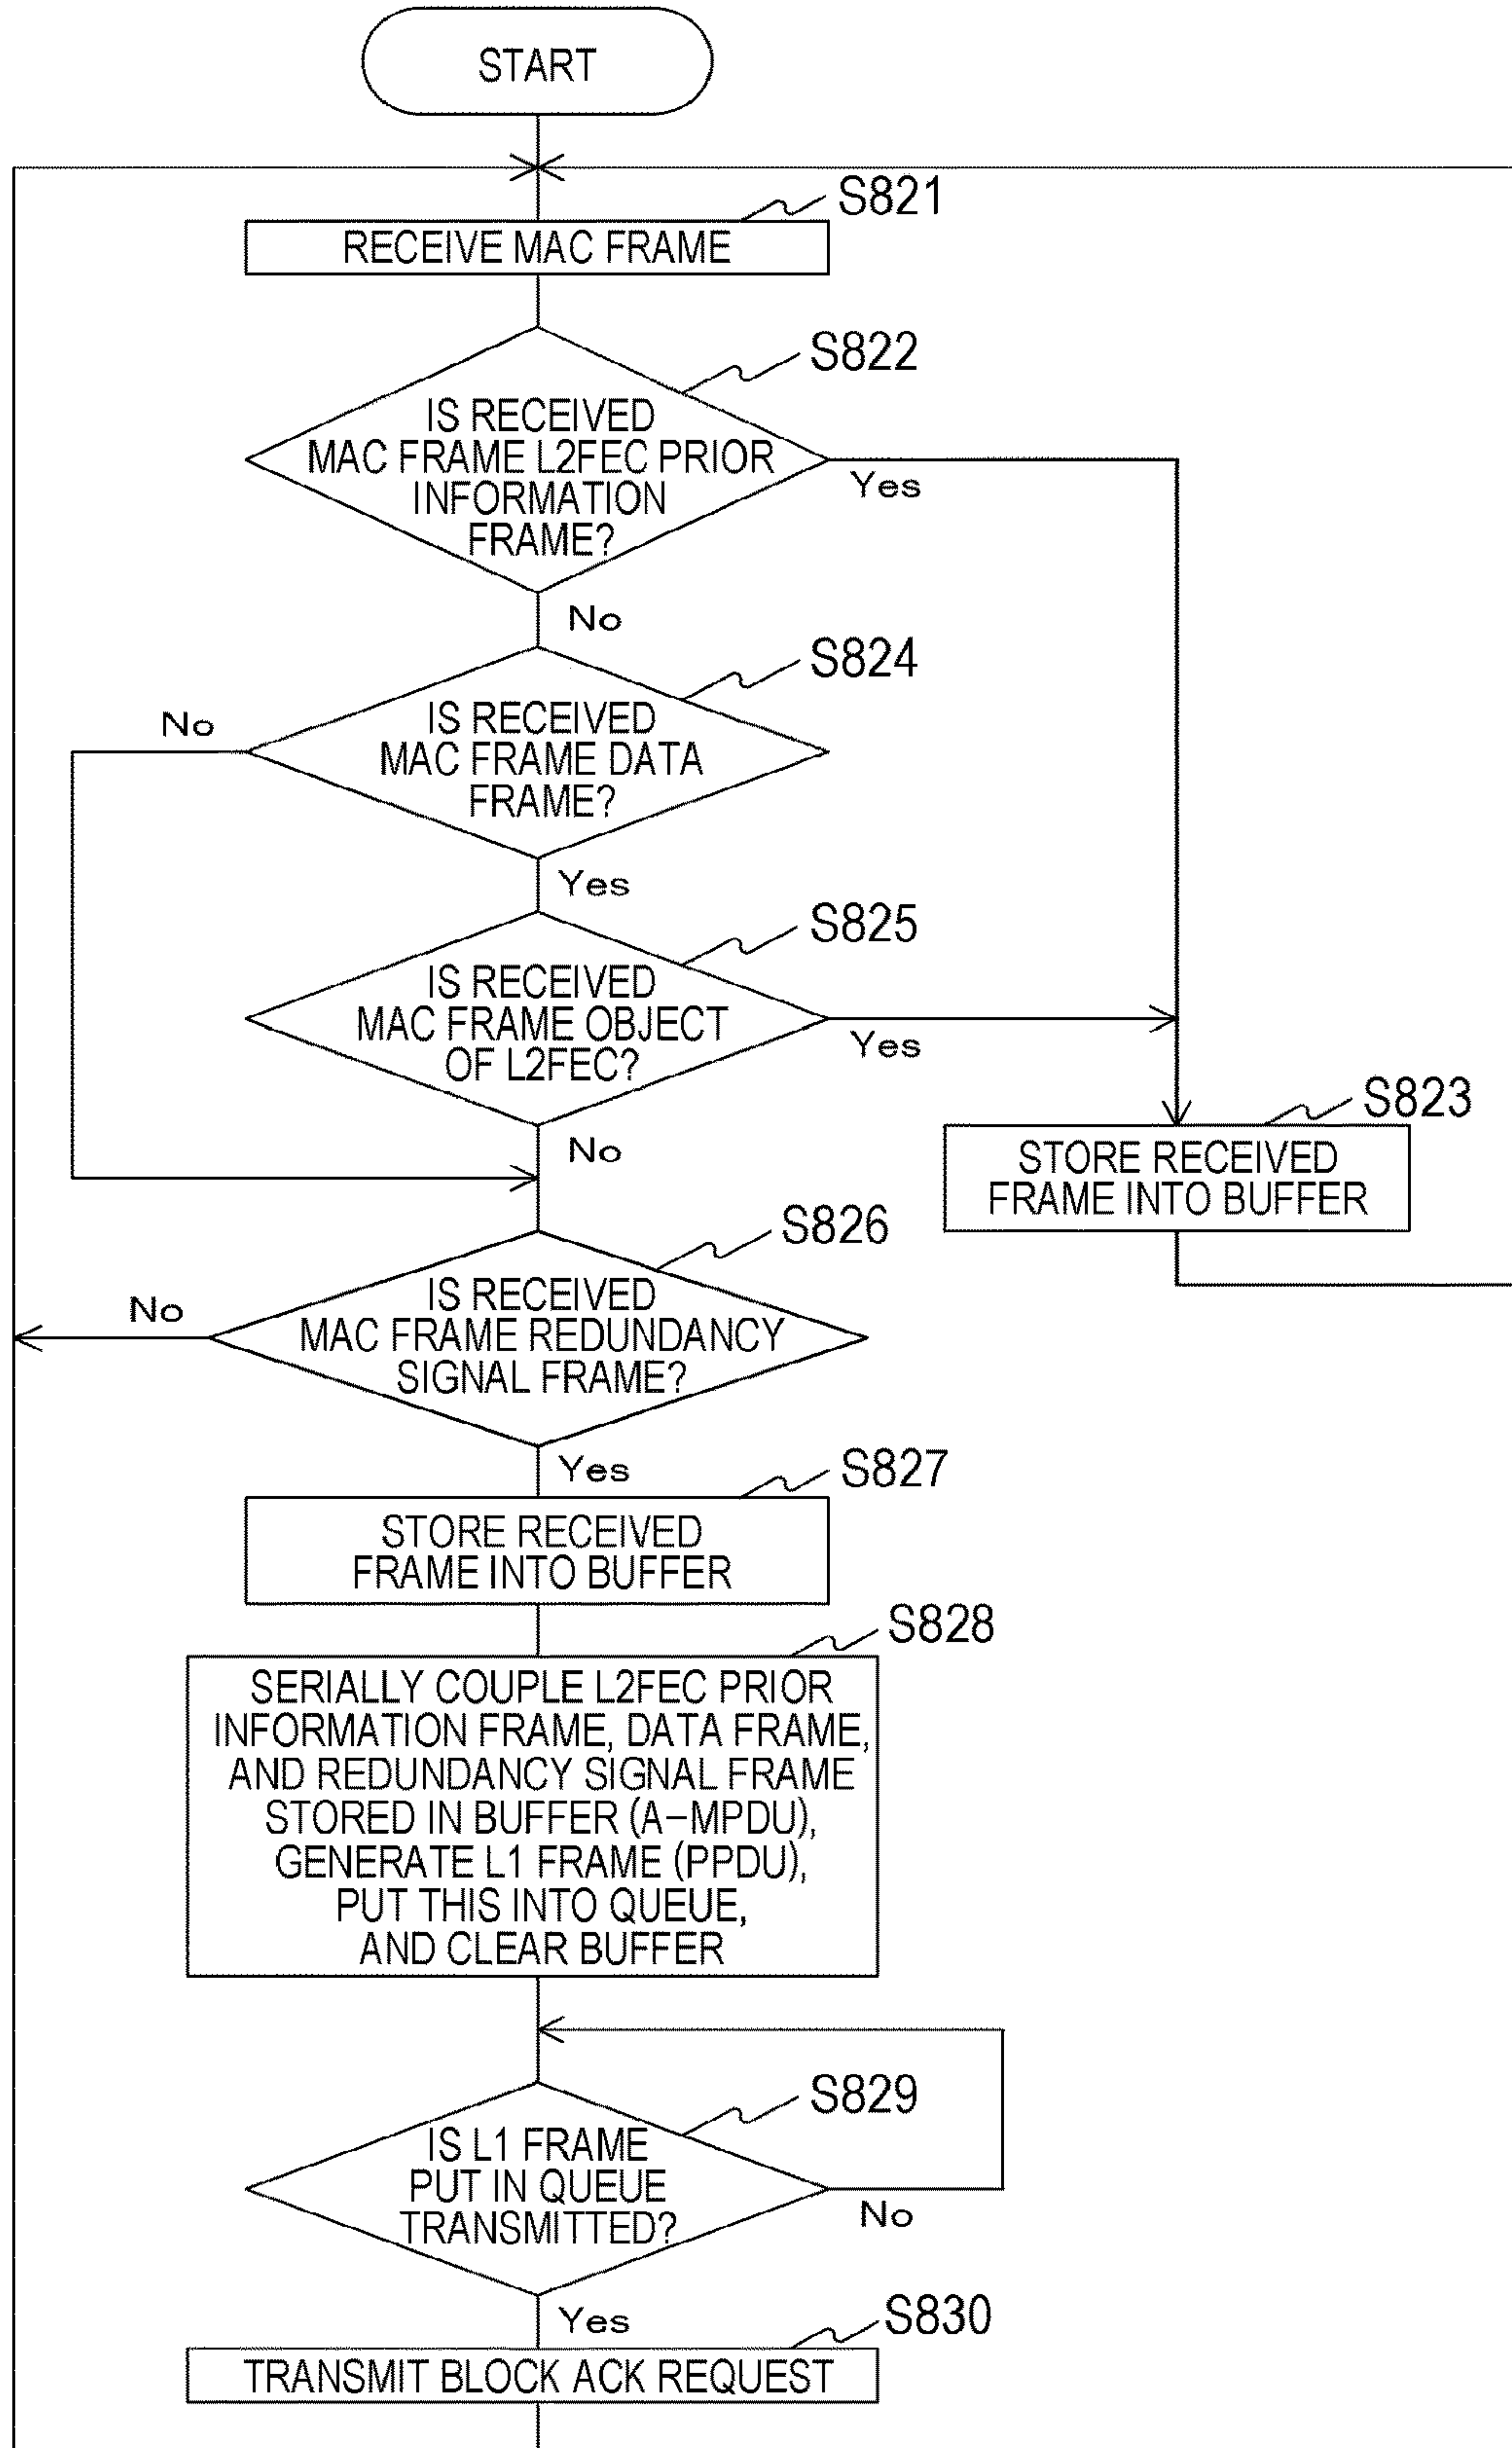 START
S821
RECEIVE MAC FRAME
S822
IS RECEIVED
MAC FRAME L2FEC PRIOR
INFORMATION
FRAME?
Yes
No
S824
IS RECEIVED
MAC FRAME DATA
FRAME?
No
Yes
S825
IS RECEIVED
MAC FRAME OBJECT
OF L2FEC?
Yes
No
S823
STORE RECEIVED
FRAME INTO BUFFER
S826
IS RECEIVED
MAC FRAME REDUNDANCY
SIGNAL FRAME?
No
Yes
S827
STORE RECEIVED
FRAME INTO BUFFER
S828
SERIALLY COUPLE L2FEC PRIOR
INFORMATION FRAME, DATA FRAME,
AND REDUNDANCY SIGNAL FRAME
STORED IN BUFFER (A-MPDU),
GENERATE L1 FRAME (PPDU),
PUT THIS INTO QUEUE,
AND CLEAR BUFFER
S829
IS L1 FRAME
PUT IN QUEUE
TRANSMITTED?
No
Yes
S830
TRANSMIT BLOCK ACK REQUEST